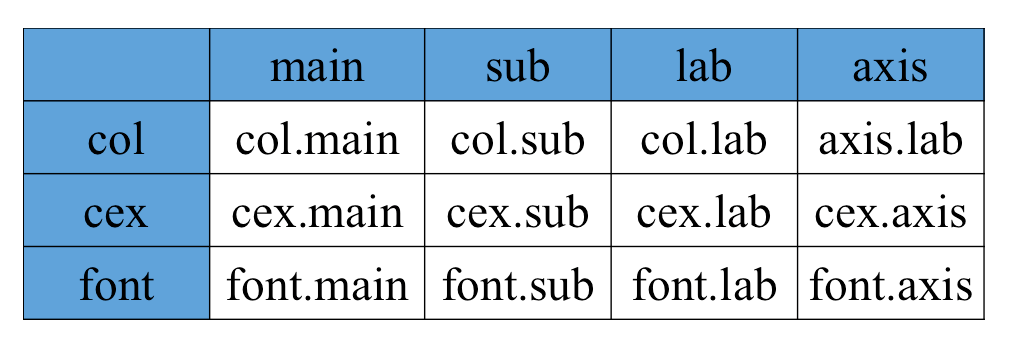 main sub lab axis
col col.main col.sub col.lab axis.lab
cex cex.main cex.sub cex.lab cex.axis
font font.main font.sub font.lab font.axis